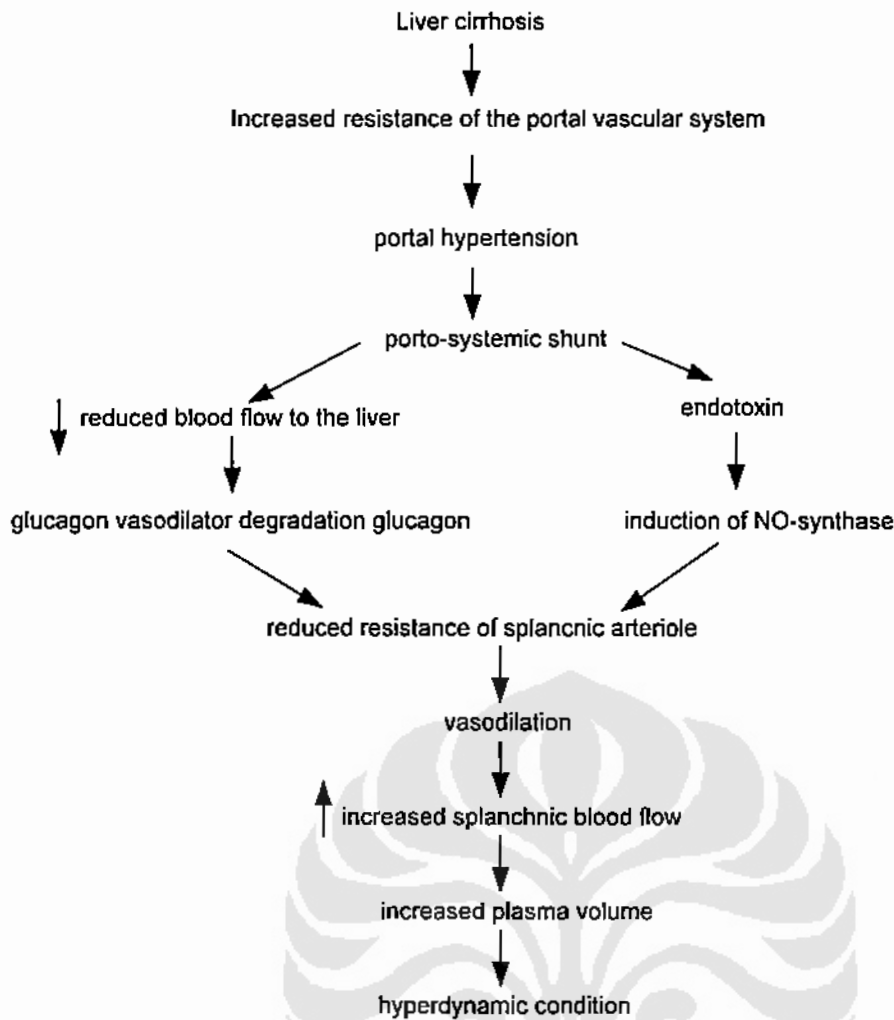 Liver cirrhosis
Increased resistance of the portal vascular system
portal hypertension
porto-systemic shunt
reduced blood flow to the liver
endotoxin
glucagon vasodilator degradation glucagon
induction of NO-synthase
reduced resistance of splancnic arteriole
vasodilation
increased splanchnic blood flow
increased plasma volume
hyperdynamic condition